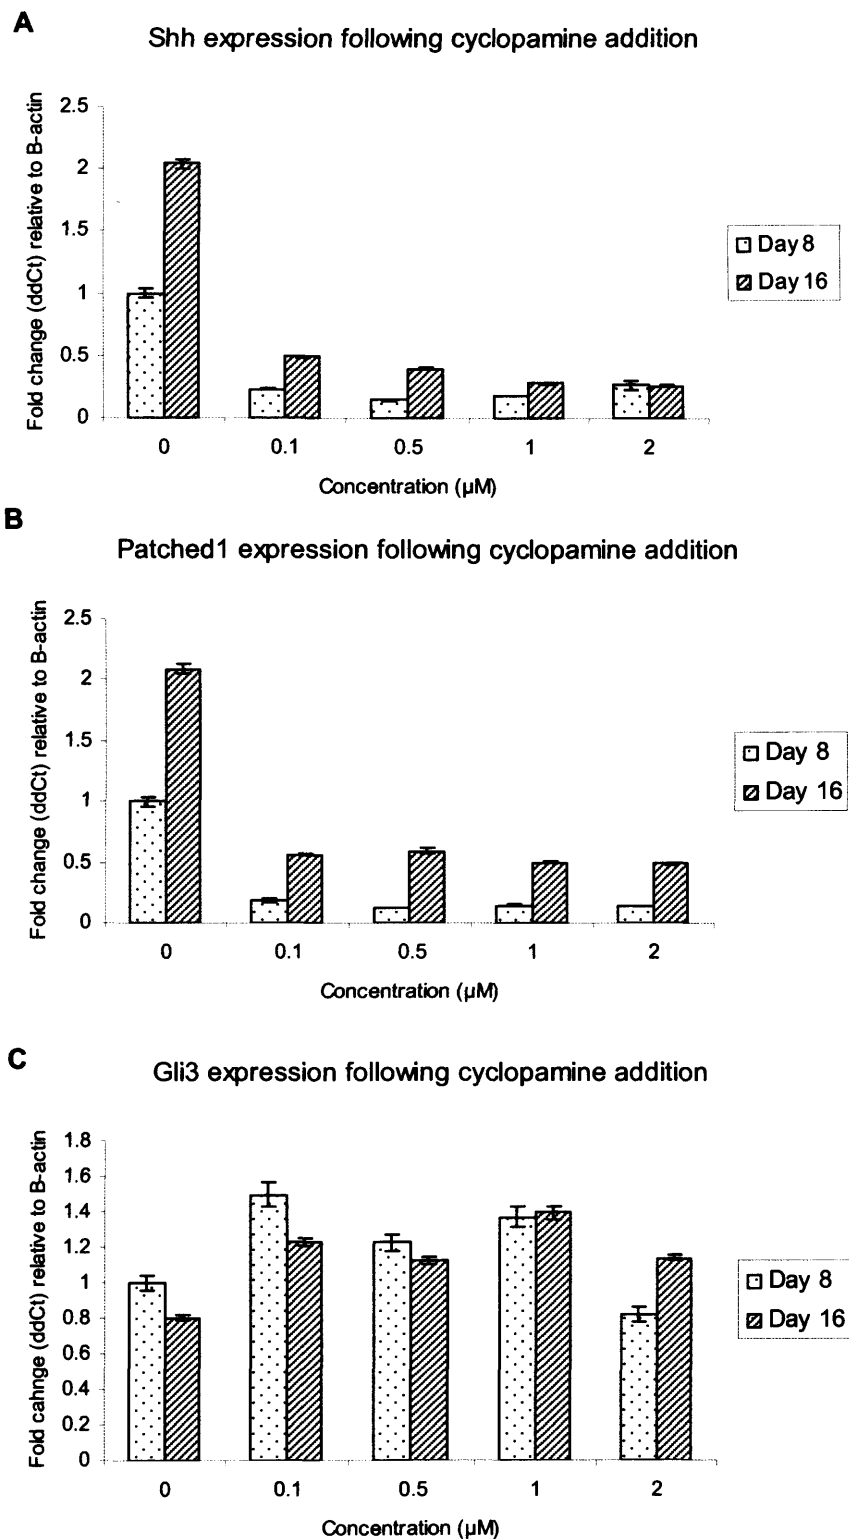 A
Shh expression following cyclopamine addition
Fold change (ddCt) relative to B-actin
2.5
2
1.5
1
0.5
0
0 0.1 0.5 1 2
Concentration (µM)
Day 8
Day 16
B
Patched1 expression following cyclopamine addition
Fold change (ddCt) relative to B-actin
2.5
2
1.5
1
0.5
0
0 0.1 0.5 1 2
Concentration (µM)
Day 8
Day 16
C
Gli3 expression following cyclopamine addition
Fold cahnge (ddCt) relative to B-actin
1.8
1.6
1.4
1.2
1
0.8
0.6
0.4
0.2
0
0 0.1 0.5 1 2
Concentration (µM)
Day 8
Day 16